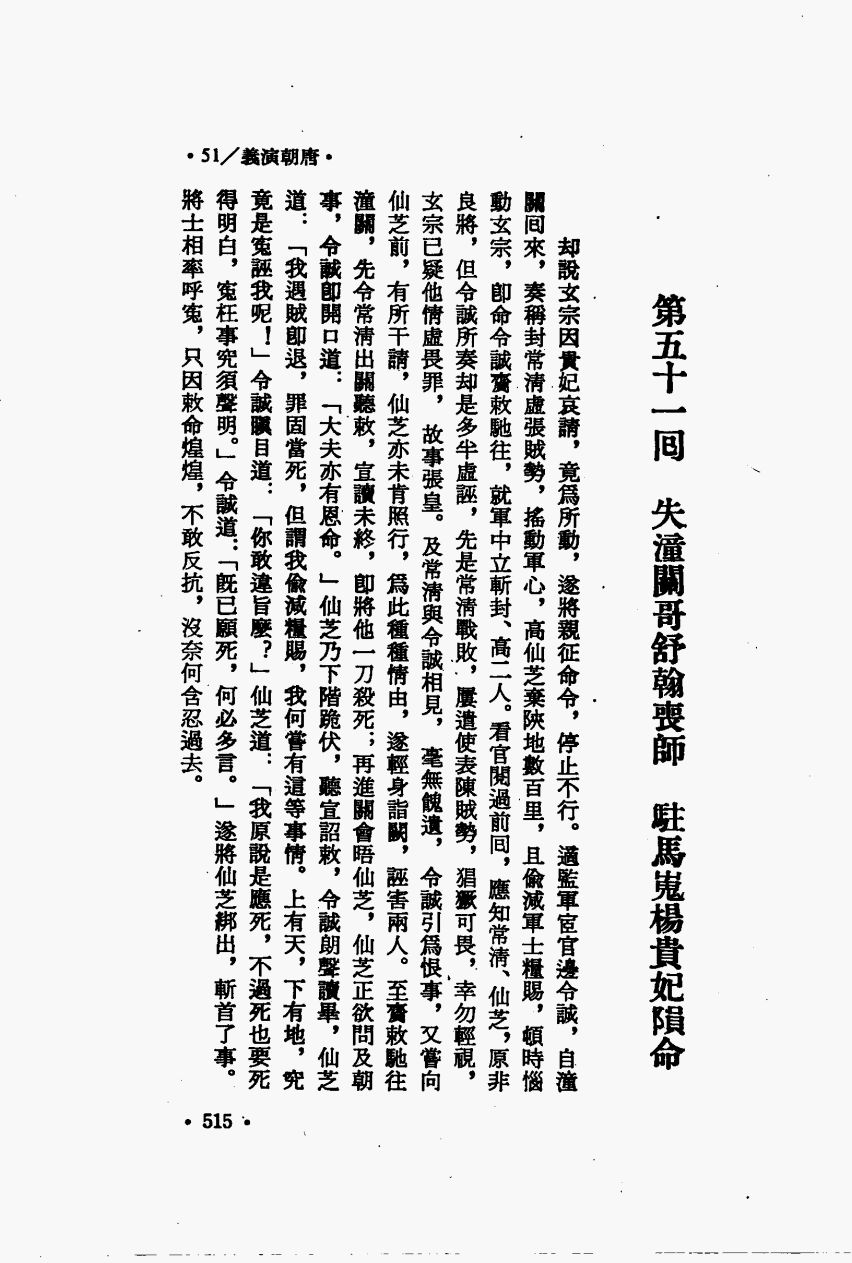 •51／唐朝演義•
第五十一回　失潼關哥舒翰喪師　駐馬嵬楊貴妃隕命
却說玄宗因貴妃哀請，竟爲所動，遂將親征命令，停止不行。適監軍宦官邊令誠，自潼
關回來，奏稱封常清虛張賊勢，搖動軍心，高仙芝棄陝地數百里，且偷減軍士糧賜，頓時惱
動玄宗，卽命令誠齎敕馳往，就軍中立斬封、高二人。看官閱過前回，應知常清、仙芝，原非
良將，但令誠所奏却是多半虛誣，先是常清戰敗，屢遣使表陳賊勢，猖獗可畏，幸勿輕視，
玄宗已疑他情虛畏罪，故事張皇。及常清與令誠相見，毫無餽遺，令誠引爲恨事，又嘗向
仙芝前，有所干請，仙芝亦未肯照行，爲此種種情由，遂輕身詣闕，誣害兩人。至齎敕馳往
潼關，先令常清出關聽敕，宣讀未終，卽將他一刀殺死；再進關會晤仙芝，仙芝正欲問及朝
事，令誠卽開口道：「大夫亦有恩命。」仙芝乃下階跪伏，聽宣詔敕，令誠朗聲讀畢，仙芝
道：「我遇賊卽退，罪固當死，但謂我偷減糧賜，我何嘗有這等事情。上有天，下有地，究
竟是寃誣我呢！」令誠瞋目道：「你敢違旨麼？」仙芝道：「我原說是應死，不過死也要死
得明白，寃枉事究須聲明。」令誠道：「旣已願死，何必多言。」遂將仙芝綁出，斬首了事。
將士相率呼寃，只因敕命煌煌，不敢反抗，沒奈何含忍過去。
•515•